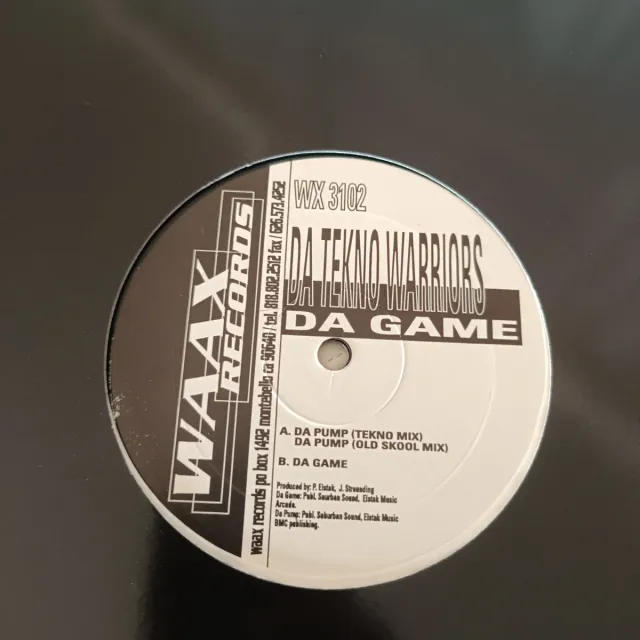 WAAX
RECORDS
waax records po box 1492 montebello ca 90640 / tel. 818.802.2512 fax / 626.573.4252
WX 3102
DA TEKNO WARRIORS
DA GAME
A. DA PUMP (TEKNO MIX)
DA PUMP (OLD SKOOL MIX)
B. DA GAME
Produced by: P. Elstak, J. Streunding
Da Game: Publ. Saurban Sound, Elstak Music
Arcade.
Da Pump: Publ. Suburban Sound, Elstak Music
BMC publishing.